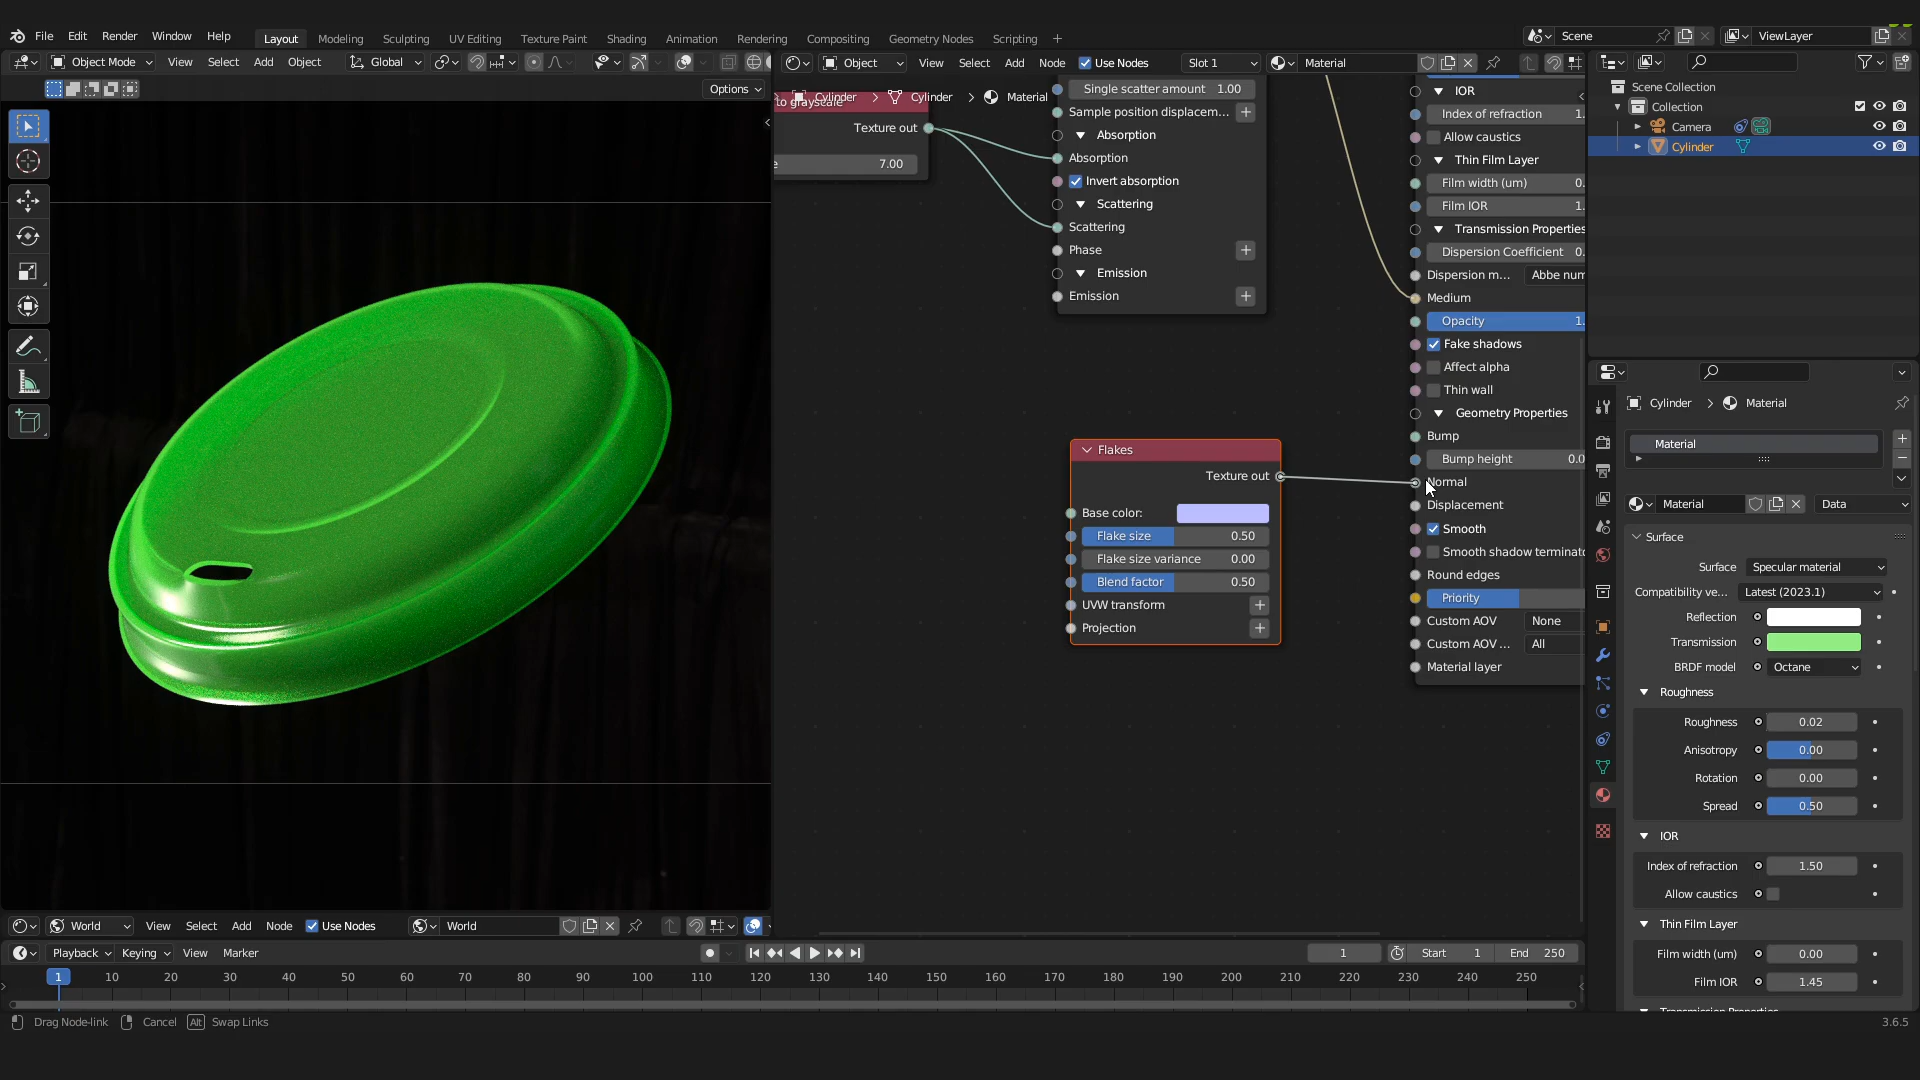 File Edit Render Window Help Layout Modeling Sculpting UV Editing Texture Paint Shading Animation Rendering Compositing Geometry Nodes Scripting + Scene ViewLayer
Object Mode View Select Add Object Global
Object View Select Add Node Use Nodes Slot 1 Material
Options
Scene Collection
Collection
Camera
Cylinder
to grayscale
Cylinder > Cylinder > Material
Texture out
7.00
Single scatter amount 1.00
Sample position displacem...
Absorption
Absorption
Invert absorption
Scattering
Scattering
Phase
Emission
Emission
IOR
Index of refraction 1.
Allow caustics
Thin Film Layer
Film width (um) 0.
Film IOR 1.
Transmission Properties
Dispersion Coefficient 0.
Dispersion m... Abbe num
Medium
Opacity 1.
Fake shadows
Affect alpha
Thin wall
Geometry Properties
Bump
Bump height 0.0
Normal
Displacement
Smooth
Smooth shadow terminato
Round edges
Priority
Custom AOV None
Custom AOV ... All
Material layer
Flakes
Texture out
Base color:
Flake size 0.50
Flake size variance 0.00
Blend factor 0.50
UVW transform
Projection
Cylinder > Material
Material
Material Data
Surface
Surface Specular material
Compatibility ve... Latest (2023.1)
Reflection
Transmission
BRDF model Octane
Roughness
Roughness 0.02
Anisotropy 0.00
Rotation 0.00
Spread 0.50
IOR
Index of refraction 1.50
Allow caustics
Thin Film Layer
Film width (um) 0.00
Film IOR 1.45
Transmission Properties
World View Select Add Node Use Nodes World
Playback Keying View Marker 1 Start 1 End 250
1 10 20 30 40 50 60 70 80 90 100 110 120 130 140 150 160 170 180 190 200 210 220 230 240 250
Drag Node-link Cancel Alt Swap Links 3.6.5